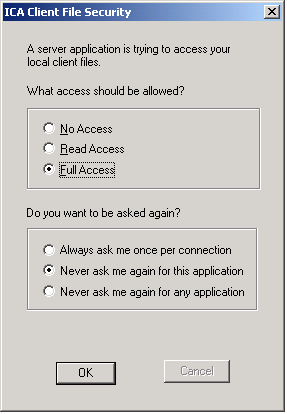 ICA Client File Security
A server application is trying to access your
local client files.
What access should be allowed?
No Access
Read Access
Full Access
Do you want to be asked again?
Always ask me once per connection
Never ask me again for this application
Never ask me again for any application
OK
Cancel